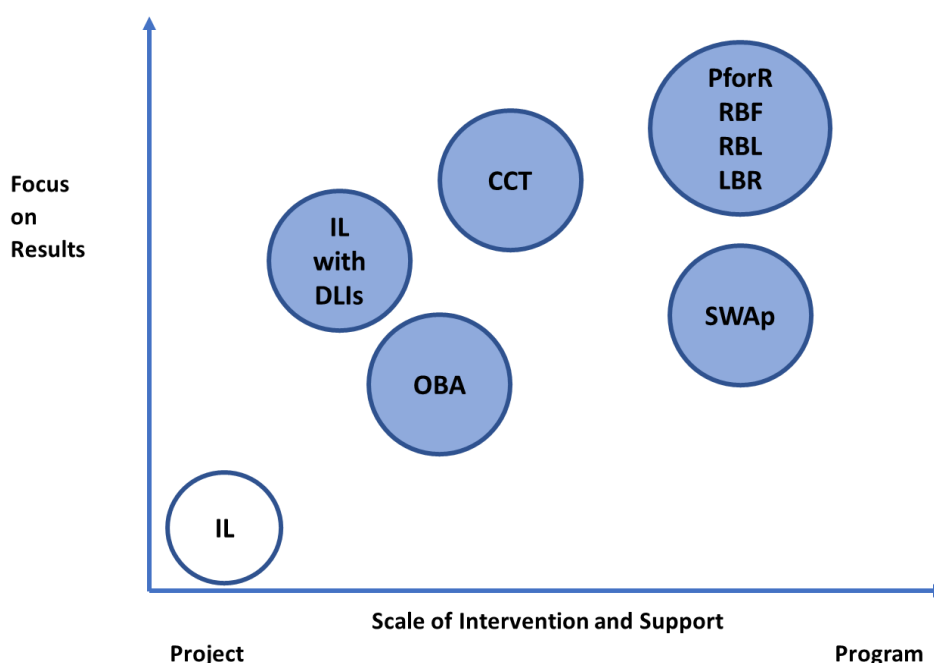 PforR
RBF
RBL
LBR
CCT
Focus
on
Results
IL
with
DLIs
SWAp
OBA
IL
Scale of Intervention and Support
Project
Program